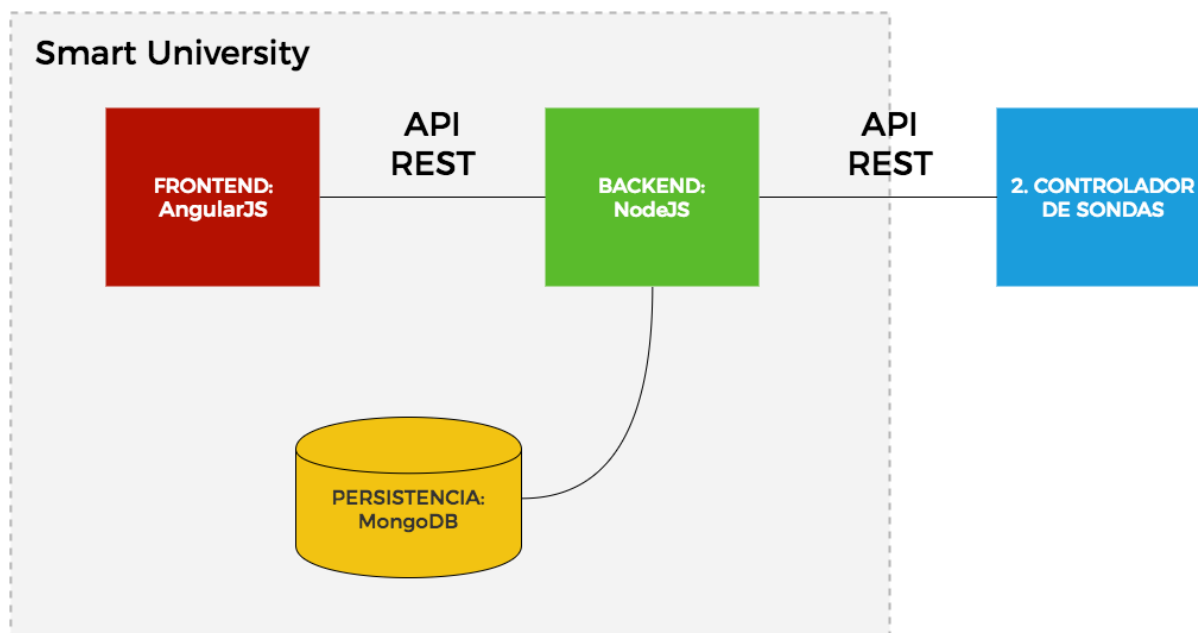 Smart University
API
REST
API
REST
FRONTEND:
AngularJS
BACKEND:
NodeJS
2. CONTROLADOR
DE SONDAS
PERSISTENCIA:
MongoDB